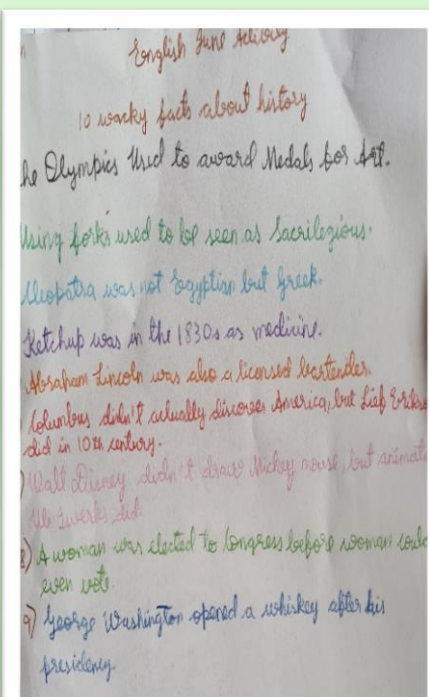 English June Activity
10 wacky facts about history
he Olympics Used to award Medals for Art.
Using forks used to be seen as Sacrilegious.
Cleopatra was not Egyptian but Greek.
Ketchup was in the 1830s as medicine.
Abraham Lincoln was also a licensed bartender.
Columbus didn't actually discover America, but Lief Eriks
did in 10th century.
) Walt Disney didn't draw Mickey mouse, but animat
Ub Iwerks did.
8) A woman was elected to Congress before woman could
even vote.
9) George Washington opened a whiskey after his
presidency.